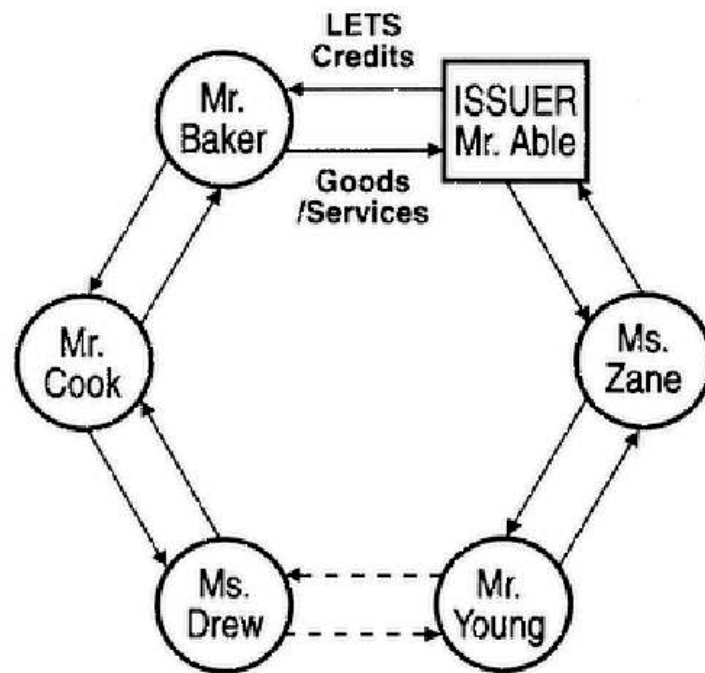 LETS
Credits
Mr.
Baker
ISSUER
Mr. Able
Goods
/Services
Mr.
Cook
Ms.
Zane
Ms.
Drew
Mr.
Young